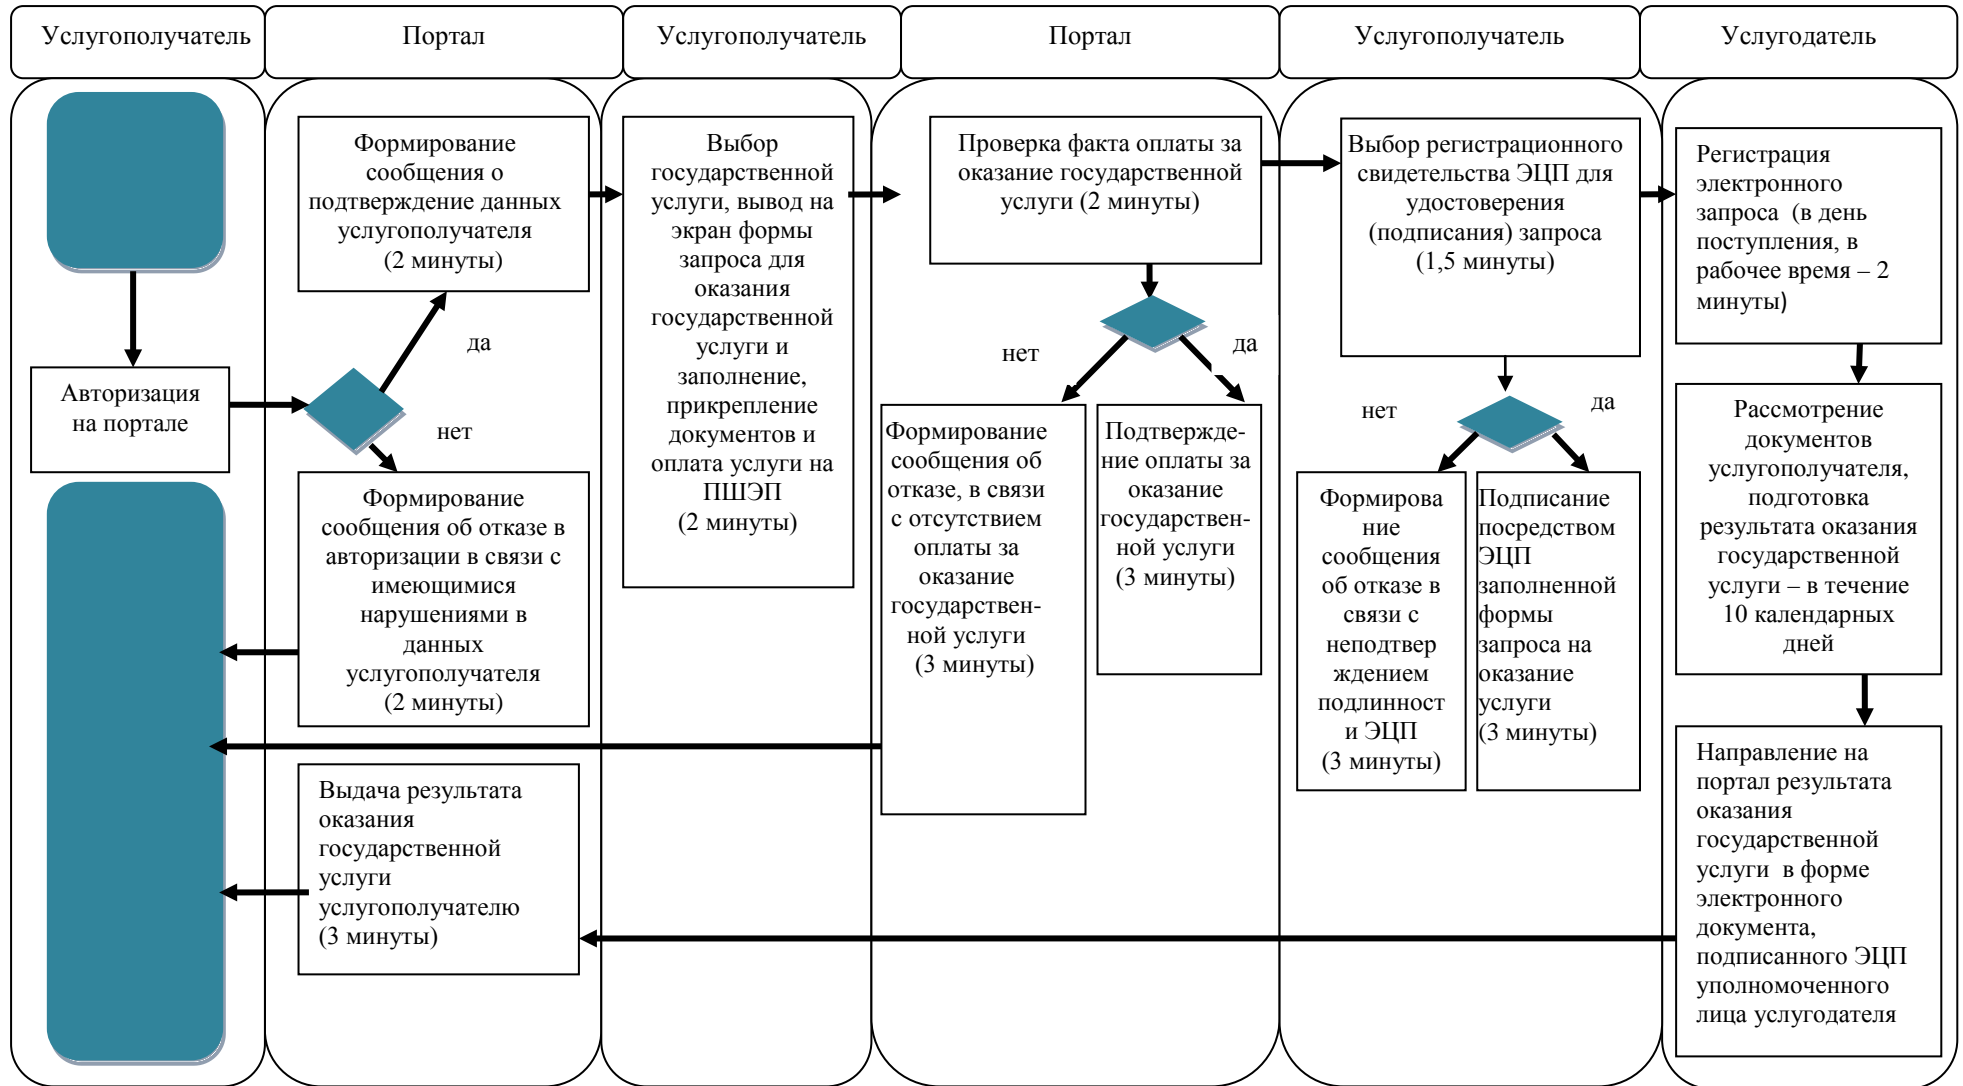 Услугополучатель
Портал
Услугополучатель
Портал
Услугополучатель
Услугодатель
Авторизация
на портале
Формирование
сообщения о
подтверждение данных
услугополучателя
(2 минуты)
да
нет
Формирование
сообщения об отказе в
авторизации в связи с
имеющимися
нарушениями в
данных
услугополучателя
(2 минуты)
Выдача результата
оказания
государственной
услуги
услугополучателю
(3 минуты)
Выбор
государственной
услуги, вывод на
экран формы
запроса для
оказания
государственной
услуги и
заполнение,
прикрепление
документов и
оплата услуги на
ПШЭП
(2 минуты)
Проверка факта оплаты за
оказание государственной
услуги (2 минуты)
нет
да
Формирование
сообщения об
отказе, в связи
с отсутствием
оплаты за
оказание
государствен-
ной услуги
(3 минуты)
Подтвержде-
ние оплаты за
оказание
государствен-
ной услуги
(3 минуты)
Выбор регистрационного
свидетельства ЭЦП для
удостоверения
(подписания) запроса
(1,5 минуты)
нет
да
Формирова
ние
сообщения
об отказе в
связи с
неподтвер
ждением
подлинност
и ЭЦП
(3 минуты)
Подписание
посредством
ЭЦП
заполненной
формы
запроса на
оказание
услуги
(3 минуты)
Регистрация
электронного
запроса (в день
поступления, в
рабочее время – 2
минуты)
Рассмотрение
документов
услугополучателя,
подготовка
результата оказания
государственной
услуги – в течение
10 календарных
дней
Направление на
портал результата
оказания
государственной
услуги в форме
электронного
документа,
подписанного ЭЦП
уполномоченного
лица услугодателя